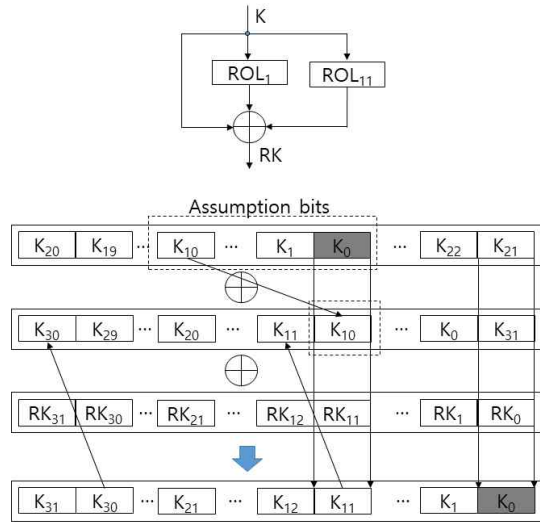 K
ROL₁ ROL₁₁
RK
Assumption bits
K₂₀ K₁₉ ... K₁₀ ... K₁ K₀ ... K₂₂ K₂₁
K₃₀ K₂₉ ... K₂₀ ... K₁₁ K₁₀ ... K₀ K₃₁
RK₃₁ RK₃₀ ... RK₂₁ ... RK₁₂ RK₁₁ ... RK₁ RK₀
K₃₁ K₃₀ ... K₂₁ ... K₁₂ K₁₁ ... K₁ K₀